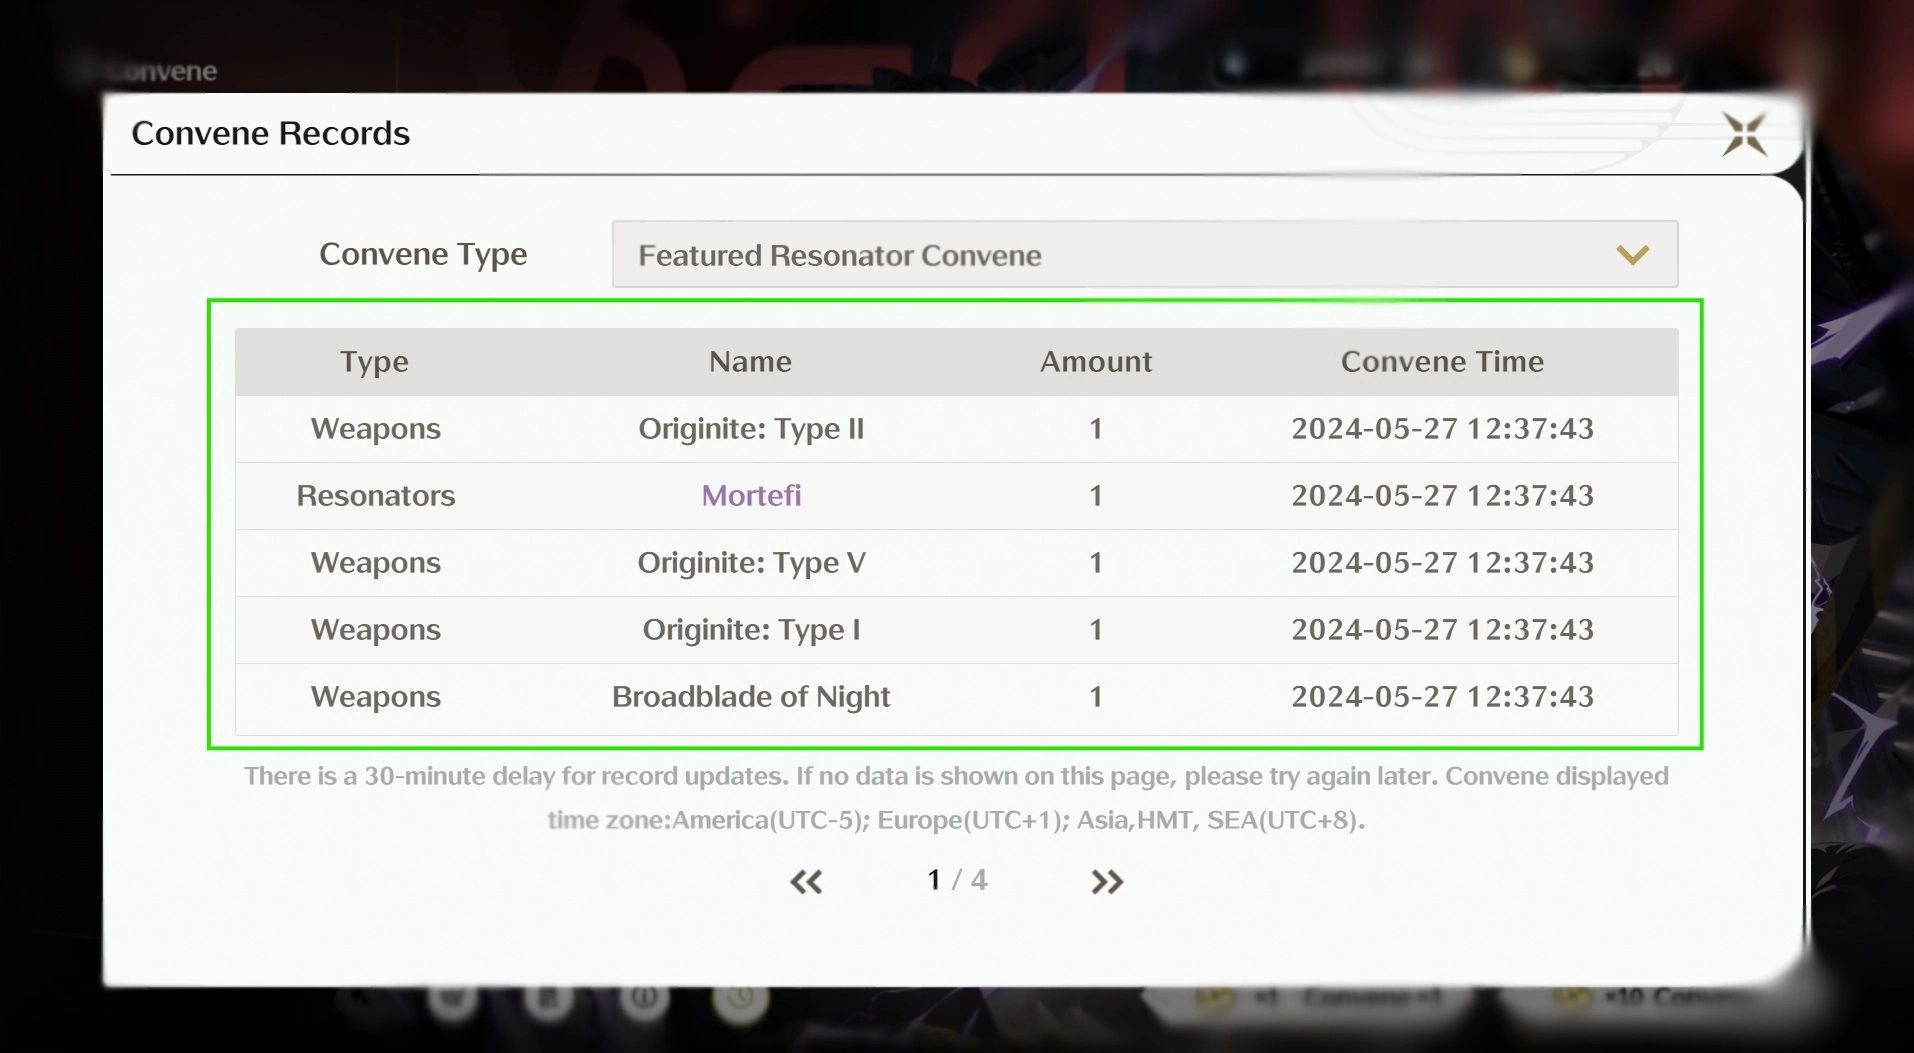 Convene
Convene Records
Convene Type
Featured Resonator Convene
Type Name Amount Convene Time
Weapons Originite: Type II 1 2024-05-27 12:37:43
Resonators Mortefi 1 2024-05-27 12:37:43
Weapons Originite: Type V 1 2024-05-27 12:37:43
Weapons Originite: Type I 1 2024-05-27 12:37:43
Weapons Broadblade of Night 1 2024-05-27 12:37:43
There is a 30-minute delay for record updates. If no data is shown on this page, please try again later. Convene displayed
time zone:America(UTC-5); Europe(UTC+1); Asia,HMT, SEA(UTC+8).
1 / 4
×1 Convene ×1 ×10